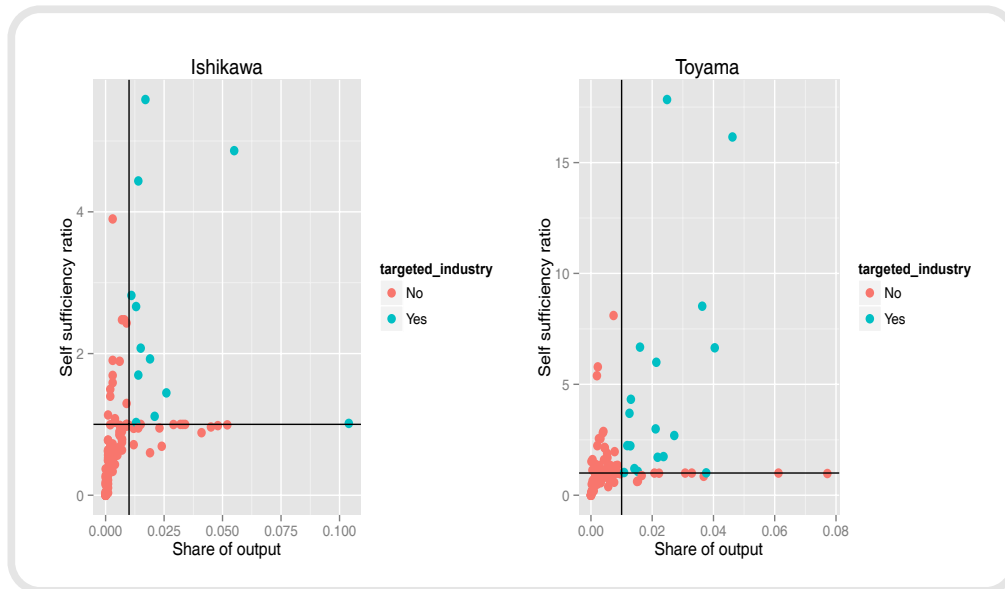 Ishikawa
Self sufficiency ratio
4
2
0
0.000 0.025 0.050 0.075 0.100
Share of output
targeted_industry
No
Yes
Toyama
Self sufficiency ratio
15
10
5
0
0.00 0.02 0.04 0.06 0.08
Share of output
targeted_industry
No
Yes